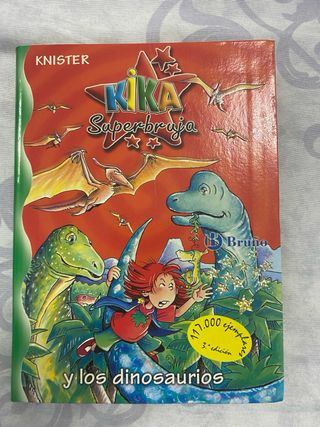 KNISTER
KIKA
Superbruja
B Bruño
117.000 ejemplares
3.ª edición
y los dinosaurios